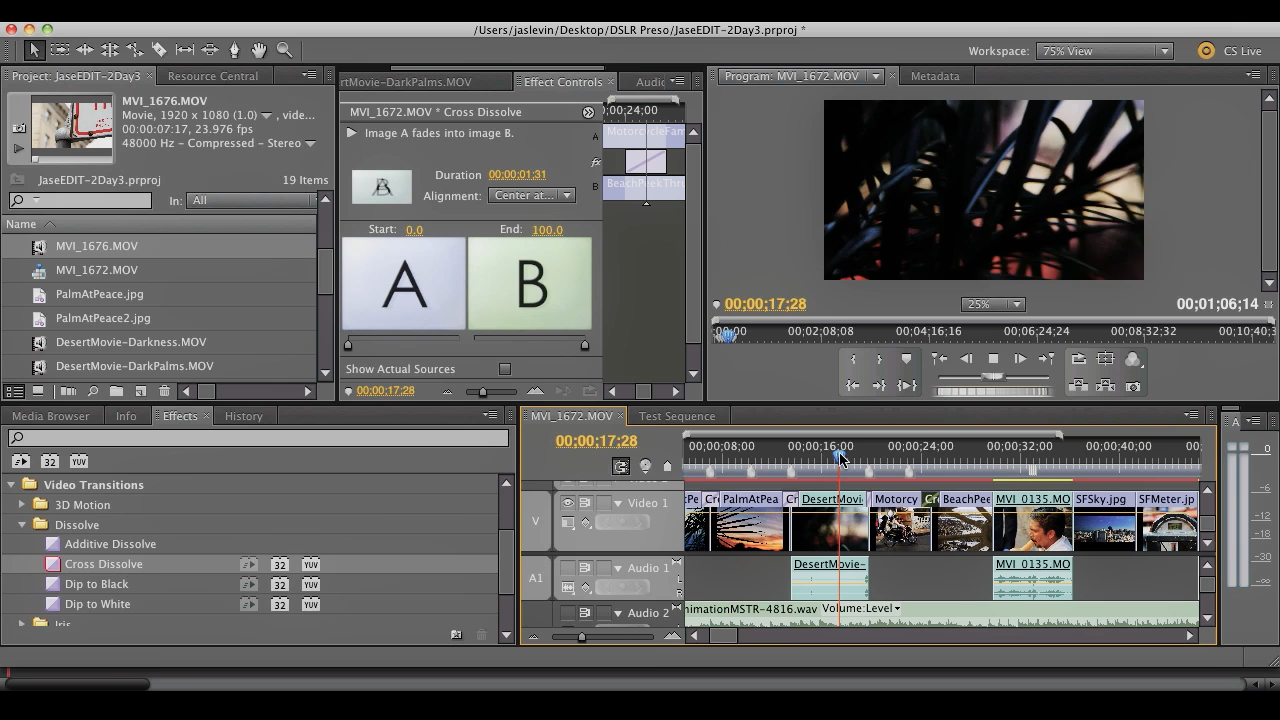 /Users/jaslevin/Desktop/DSLR Preso/JaseEDIT-2Day3.prproj *
Workspace: 75% View CS Live
Project: JaseEDIT-2Day3 Resource Central
MVI_1676.MOV
Movie, 1920 x 1080 (1.0) , vide...
00:00:07:17, 23.976 fps
48000 Hz - Compressed - Stereo
JaseEDIT-2Day3.prproj 19 Items
In: All
Name
MVI_1676.MOV
MVI_1672.MOV
PalmAtPeace.jpg
PalmAtPeace2.jpg
DesertMovie-Darkness.MOV
DesertMovie-DarkPalms.MOV
rtMovie-DarkPalms.MOV Effect Controls Audio
MVI_1672.MOV * Cross Dissolve
Image A fades into image B.
Duration 00;00;01;31
Alignment: Center at...
Start: 0.0 End: 100.0
A B
Show Actual Sources
00;00;17;28
;00;24;00
A MotorcycleFam
fx
B BeachPeekThr
Program: MVI_1672.MOV Metadata
00;00;17;28 25% 00;01;06;14
00;00 00;02;08;08 00;04;16;16 00;06;24;24 00;08;32;32 00;10;40;
Media Browser Info Effects History
32 YUV
Video Transitions
3D Motion
Dissolve
Additive Dissolve
Cross Dissolve 32 YUV
Dip to Black 32 YUV
Dip to White 32 YUV
Iris
MVI_1672.MOV Test Sequence
00;00;17;28
00;00;08;00 00;00;16;00 00;00;24;00 00;00;32;00 00;00;40;00 00;
V Video 1
:Pe Cr PalmAtPea Cr DesertMovi Motorcy Cr BeachPee MVI_0135.MO SFSky.jpg SFMeter.jp
A1 Audio 1 L R
DesertMovie- MVI_0135.MO
Audio 2
nimationMSTR-4816.wav Volume:Level
A
0
-6
-12
-18
-30